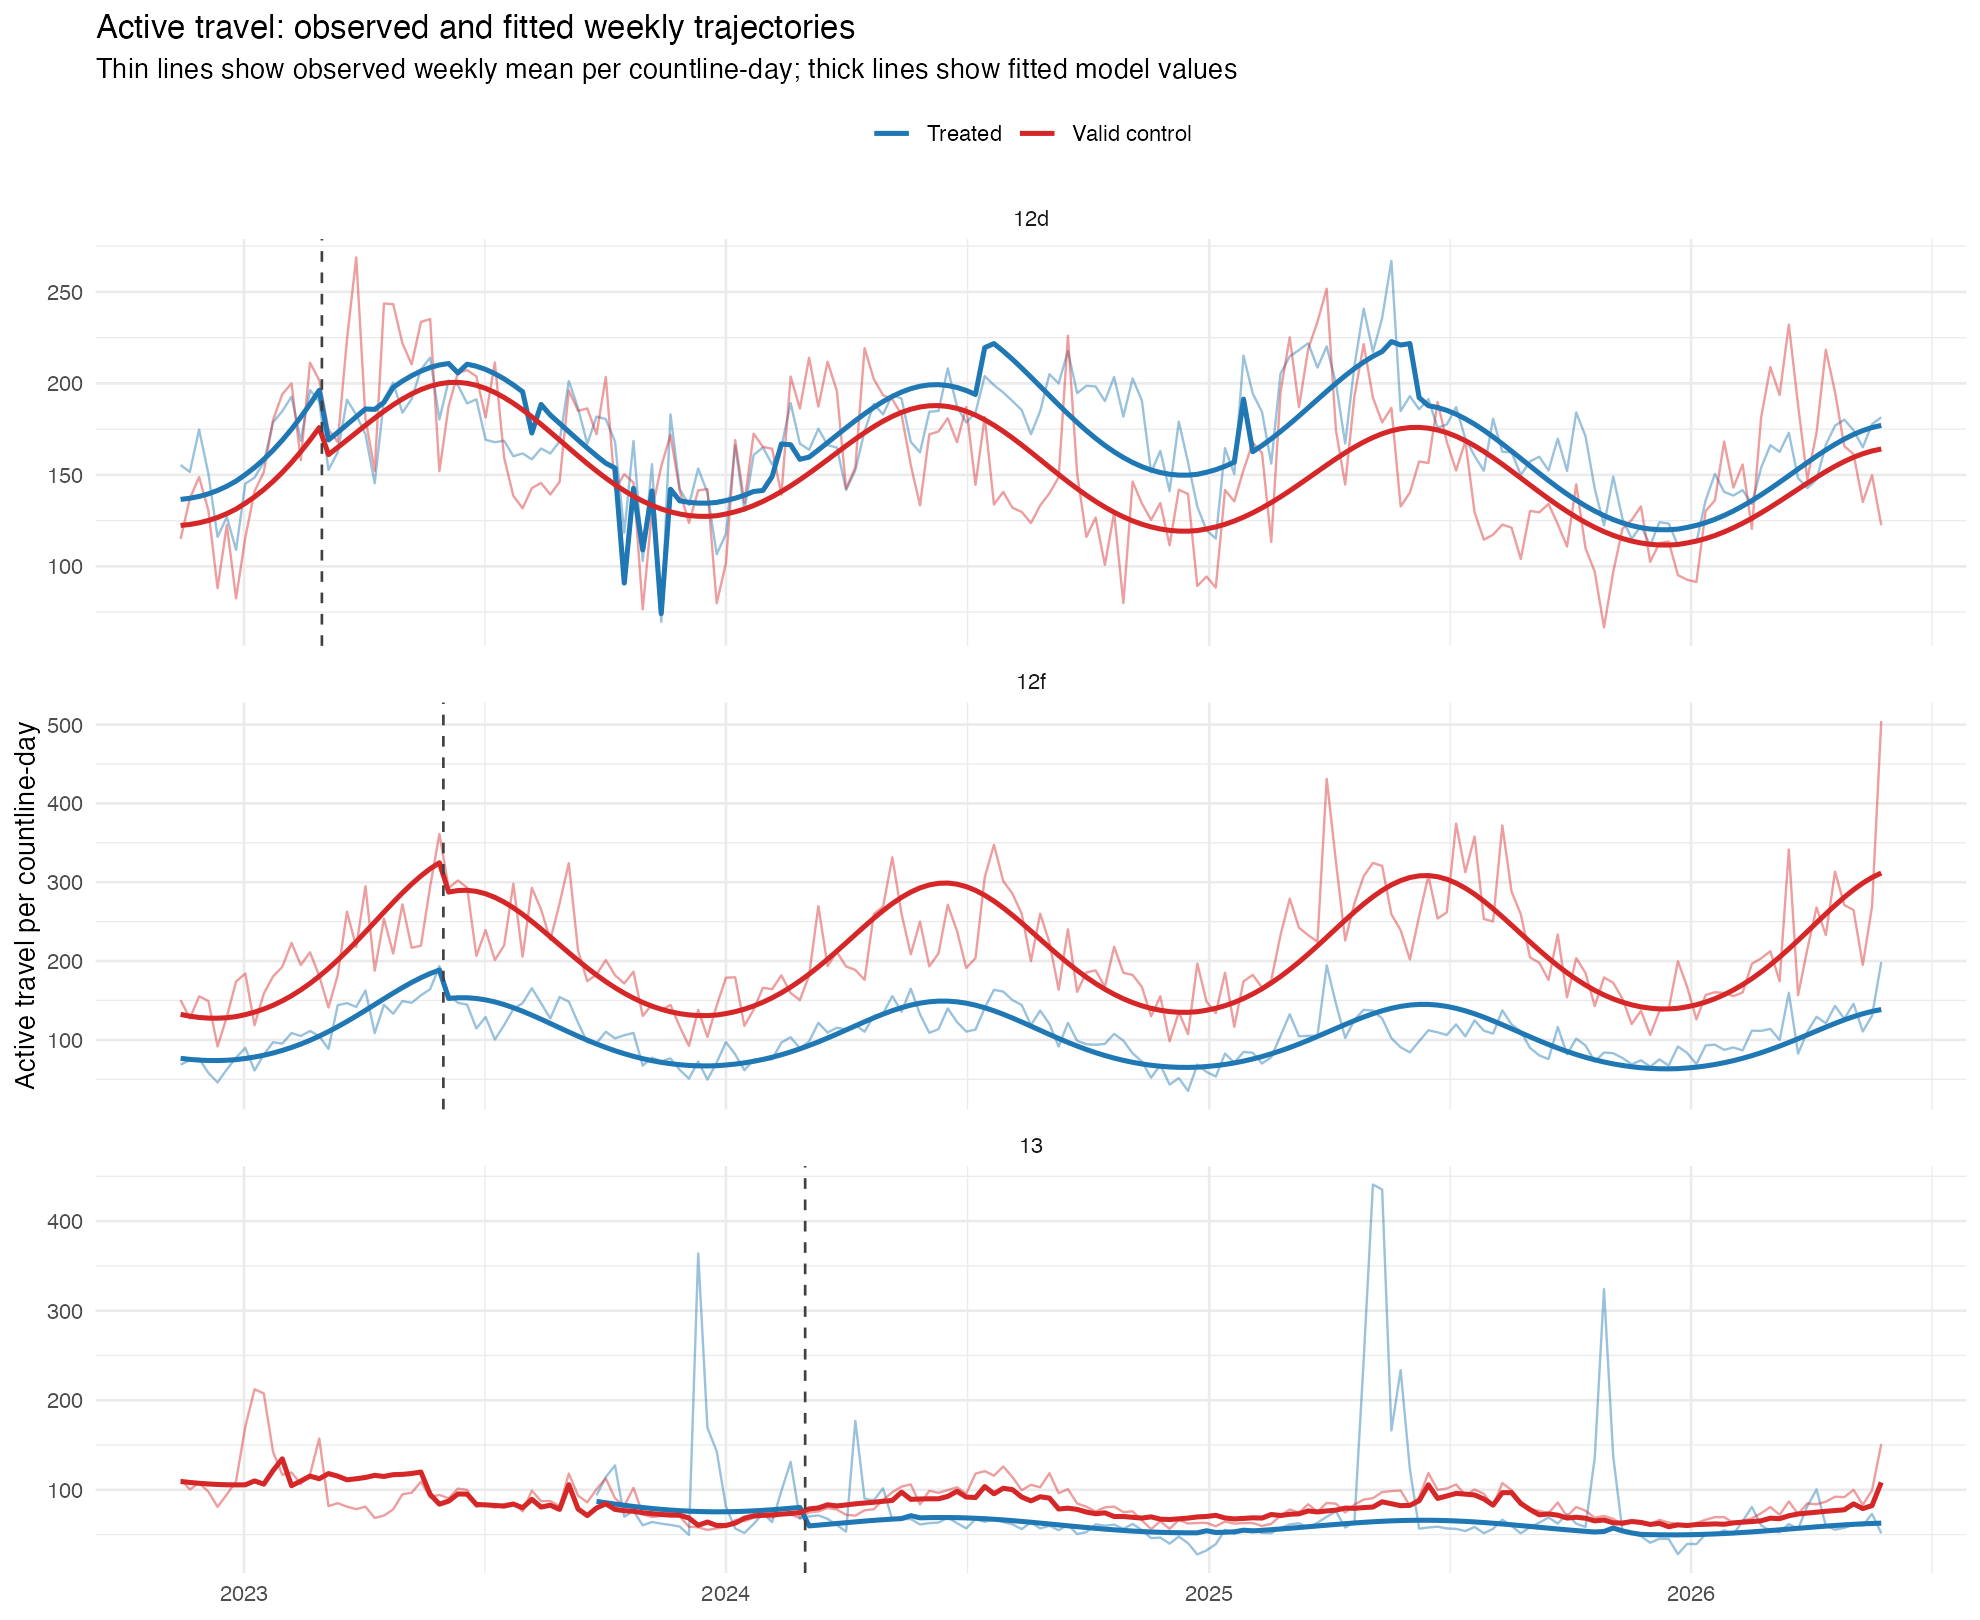 Active travel: observed and fitted weekly trajectories
Thin lines show observed weekly mean per countline-day; thick lines show fitted model values
Treated
Valid control
12d
250
200
150
100
12f
500
400
300
200
100
Active travel per countline-day
13
400
300
200
100
2023
2024
2025
2026